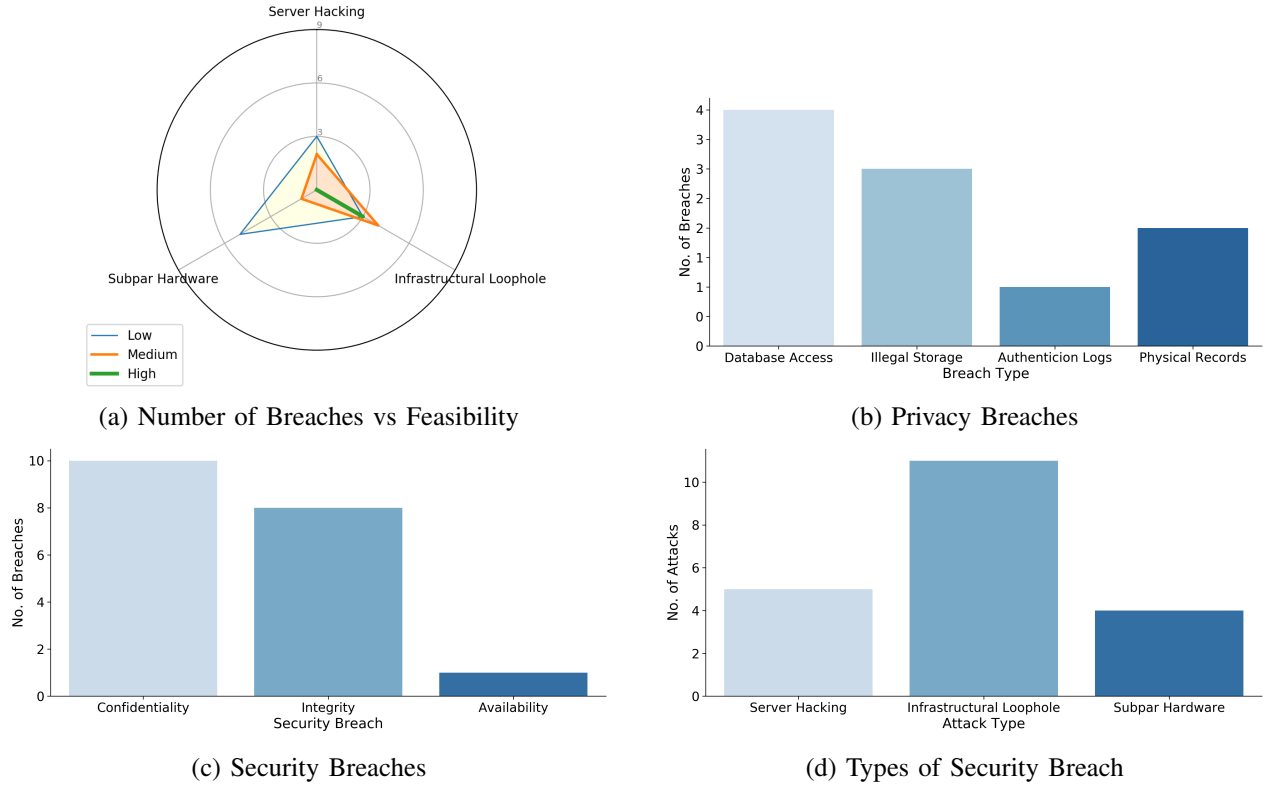 Server Hacking
9
6
3
Subpar Hardware
Infrastructural Loophole
Low
Medium
High
(a) Number of Breaches vs Feasibility
No. of Breaches
4
3
3
2
2
1
1
0
0
Database Access
Illegal Storage
Authenticion Logs
Physical Records
Breach Type
(b) Privacy Breaches
No. of Breaches
10
8
6
4
2
0
Confidentiality
Integrity
Availability
Security Breach
(c) Security Breaches
No. of Attacks
10
8
6
4
2
0
Server Hacking
Infrastructural Loophole
Subpar Hardware
Attack Type
(d) Types of Security Breach